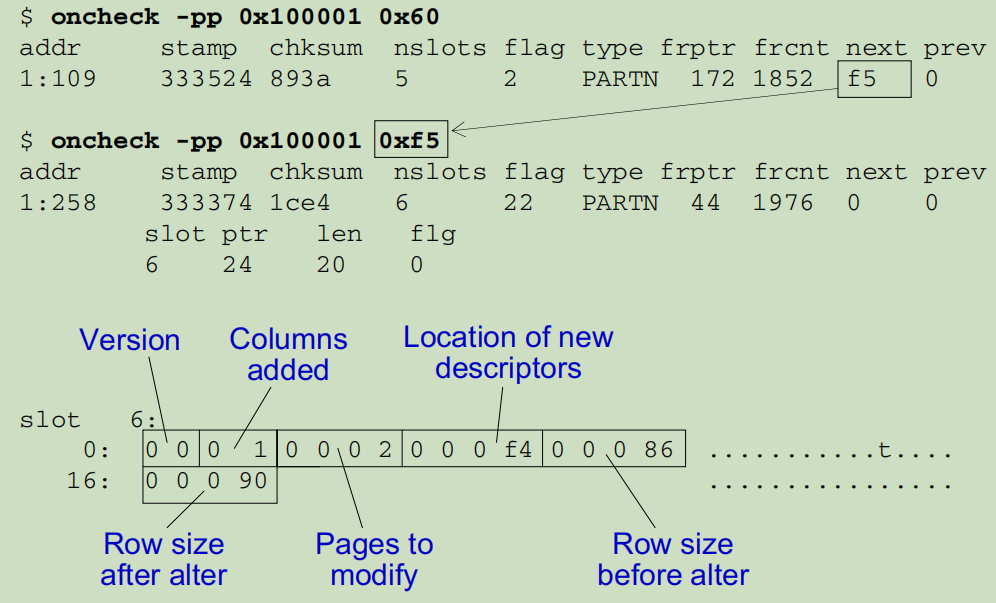 $ oncheck -pp 0x100001 0x60
addr stamp chksum nslots flag type frptr frcnt next prev
1:109 333524 893a 5 2 PARTN 172 1852 f5 0
$ oncheck -pp 0x100001 0xf5
addr stamp chksum nslots flag type frptr frcnt next prev
1:258 333374 1ce4 6 22 PARTN 44 1976 0 0
slot ptr len flg
6 24 20 0
Version Columns added Location of new descriptors
slot 6:
0: 0 0 0 1 0 0 0 2 0 0 0 f4 0 0 0 86 ...........t....
16: 0 0 0 90 ................
Row size after alter Pages to modify Row size before alter